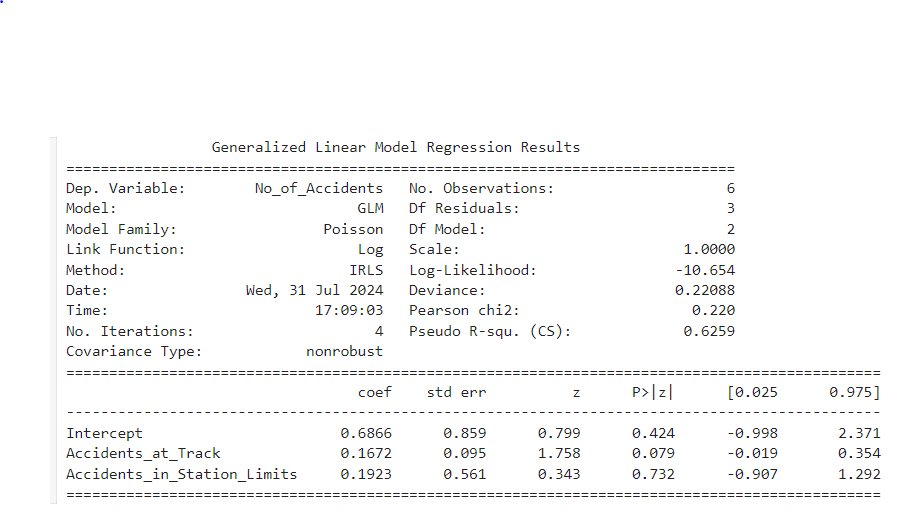 Generalized Linear Model Regression Results
==============================================================================
Dep. Variable: No_of_Accidents No. Observations: 6
Model: GLM Df Residuals: 3
Model Family: Poisson Df Model: 2
Link Function: Log Scale: 1.0000
Method: IRLS Log-Likelihood: -10.654
Date: Wed, 31 Jul 2024 Deviance: 0.22088
Time: 17:09:03 Pearson chi2: 0.220
No. Iterations: 4 Pseudo R-squ. (CS): 0.6259
Covariance Type: nonrobust
==============================================================================================
coef std err z P>|z| [0.025 0.975]
----------------------------------------------------------------------------------------------
Intercept 0.6866 0.859 0.799 0.424 -0.998 2.371
Accidents_at_Track 0.1672 0.095 1.758 0.079 -0.019 0.354
Accidents_in_Station_Limits 0.1923 0.561 0.343 0.732 -0.907 1.292
==============================================================================================